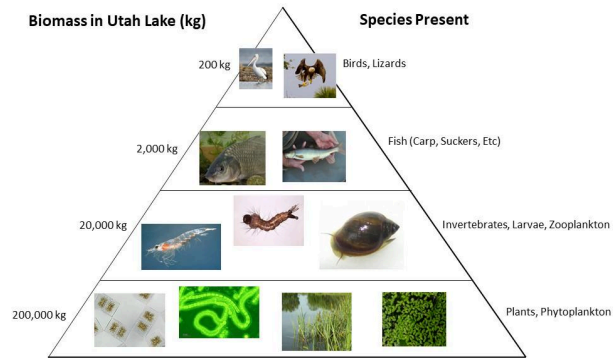 Biomass in Utah Lake (kg)
Species Present
200 kg
Birds, Lizards
2,000 kg
Fish (Carp, Suckers, Etc)
20,000 kg
Invertebrates, Larvae, Zooplankton
200,000 kg
Plants, Phytoplankton